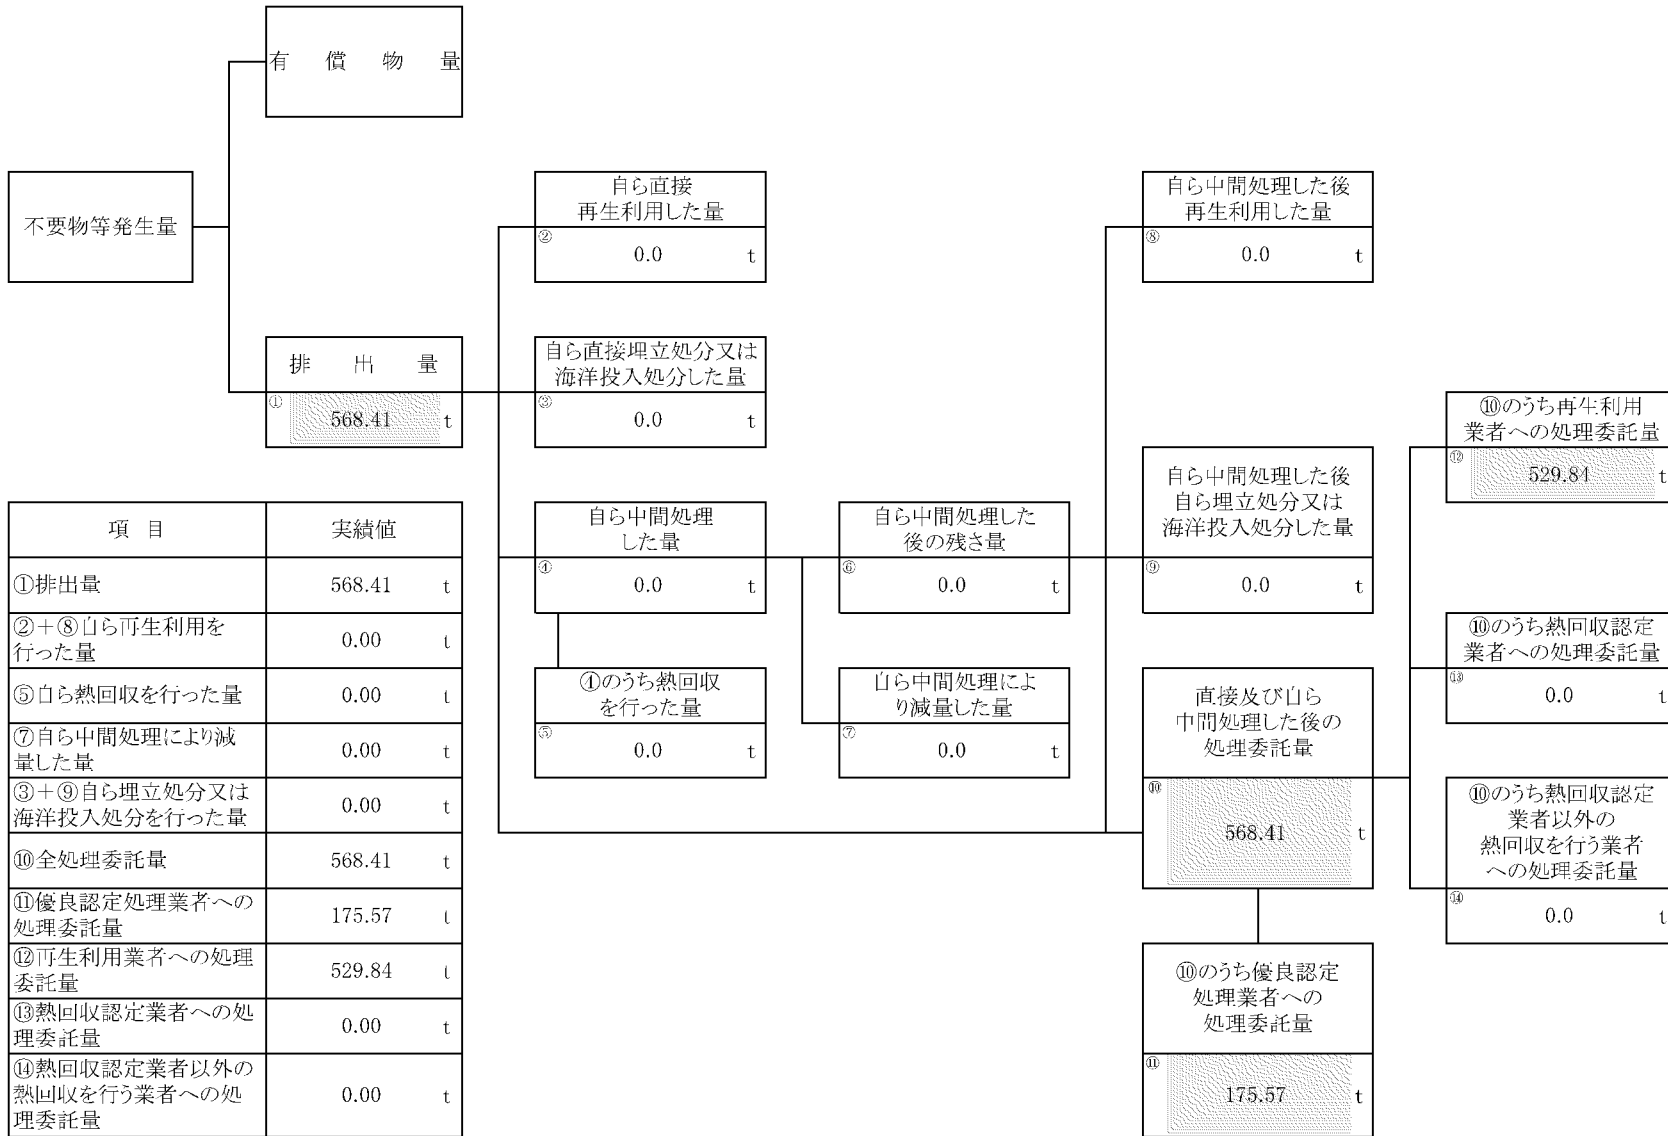 有償物量
不要物等発生量
自ら直接
再生利用した量
② 0.0 t
自ら中間処理した後
再生利用した量
⑧ 0.0 t
排出量
① 568.41 t
自ら直接埋立処分又は
海洋投入処分した量
③ 0.0 t
⑩のうち再生利用
業者への処理委託量
⑫ 529.84 t
自ら中間処理した後
自ら埋立処分又は
海洋投入処分した量
⑨ 0.0 t
自ら中間処理
した量
④ 0.0 t
自ら中間処理した
後の残さ量
⑥ 0.0 t
⑩のうち熱回収認定
業者への処理委託量
⑬ 0.0 t
④のうち熱回収
を行った量
⑤ 0.0 t
自ら中間処理によ
り減量した量
⑦ 0.0 t
直接及び自ら
中間処理した後の
処理委託量
⑩ 568.41 t
⑩のうち熱回収認定
業者以外の
熱回収を行う業者
への処理委託量
⑭ 0.0 t
⑩のうち優良認定
処理業者への
処理委託量
⑪ 175.57 t
項目 実績値
①排出量 568.41 t
②+⑧自ら再生利用を
行った量 0.00 t
⑤自ら熱回収を行った量 0.00 t
⑦自ら中間処理により減
量した量 0.00 t
③+⑨自ら埋立処分又は
海洋投入処分を行った量 0.00 t
⑩全処理委託量 568.41 t
⑪優良認定処理業者への
処理委託量 175.57 t
⑫再生利用業者への処理
委託量 529.84 t
⑬熱回収認定業者への処
理委託量 0.00 t
⑭熱回収認定業者以外の
熱回収を行う業者への処
理委託量 0.00 t